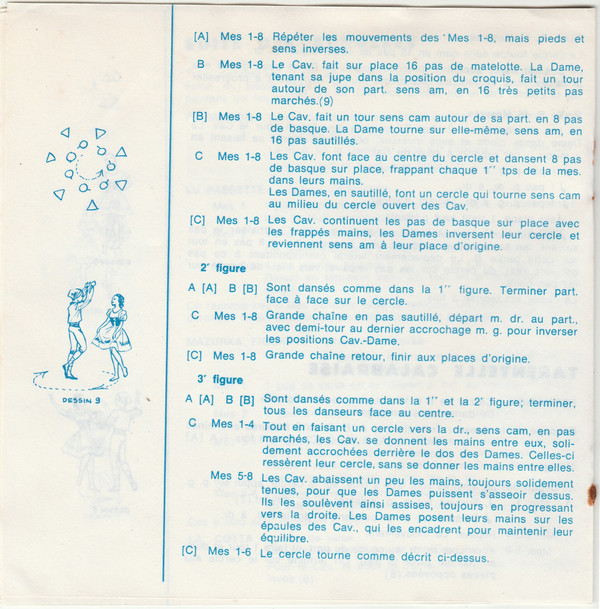 [A] Mes 1-8 Répéter les mouvements des Mes 1-8, mais pieds et
sens inverses.
B Mes 1-8 Le Cav. fait sur place 16 pas de matelotte. La Dame,
tenant sa jupe dans la position du croquis, fait un tour
autour de son part. sens am, en 16 très petits pas
marchés.(9)
[B] Mes 1-8 Le Cav. fait un tour sens cam autour de sa part. en 8 pas
de basque. La Dame tourne sur elle-même, sens am, en
16 pas sautillés.
C Mes 1-8 Les Cav. font face au centre du cercle et dansent 8 pas
de basque sur place, frappant chaque 1'' tps de la mes.
dans leurs mains.
Les Dames, en sautillé, font un cercle qui tourne sens cam
au milieu du cercle ouvert des Cav.
[C] Mes 1-8 Les Cav. continuent les pas de basque sur place avec
les frappés mains, les Dames inversent leur cercle et
reviennent sens am à leur place d'origine.
2' figure
A [A] B [B] Sont dansés comme dans la 1'' figure. Terminer part.
face à face sur le cercle.
C Mes 1-8 Grande chaîne en pas sautillé, départ m. dr. au part.,
avec demi-tour au dernier accrochage m. g. pour inverser
les positions Cav.-Dame.
[C] Mes 1-8 Grande chaîne retour, finir aux places d'origine.
3' figure
A [A] B [B] Sont dansés comme dans la 1'' et la 2' figure; terminer,
tous les danseurs face au centre.
C Mes 1-4 Tout en faisant un cercle vers la dr., sens cam, en pas
marchés, les Cav. se donnent les mains entre eux, soli-
dement accrochées derrière le dos des Dames. Celles-ci
ressèrent leur cercle, sans se donner les mains entre elles.
Mes 5-8 Les Cav. abaissent un peu les mains, toujours solidement
tenues, pour que les Dames puissent s'asseoir dessus.
Ils les soulèvent ainsi assises, toujours en progressant
vers la droite. Les Dames posent leurs mains sur les
épaules des Cav., qui les encadrent pour maintenir leur
équilibre.
[C] Mes 1-6 Le cercle tourne comme décrit ci-dessus.
DESSIN 9
TARENTELLE CALABRAISE